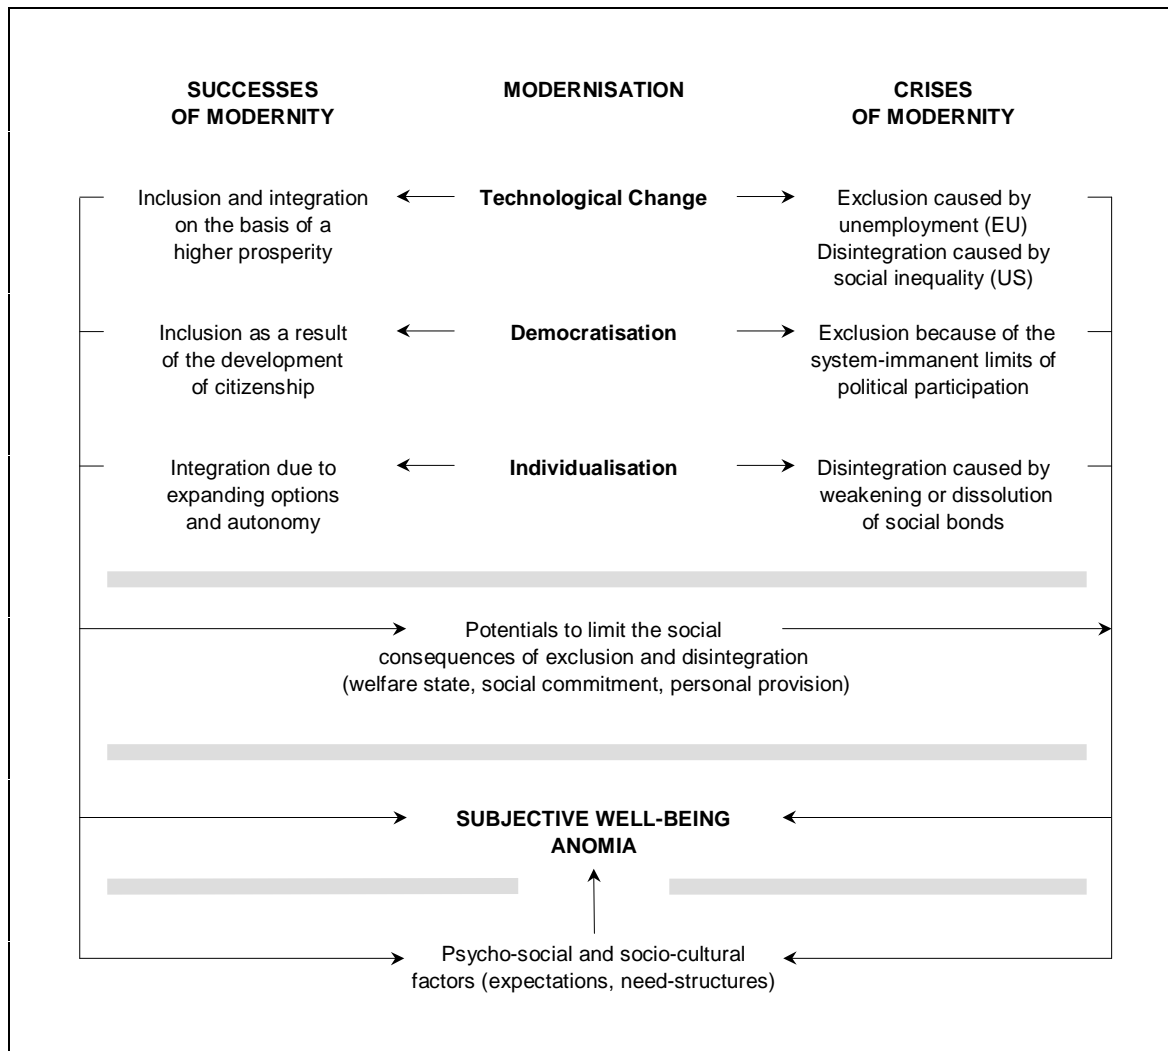 SUCCESSES
OF MODERNITY
MODERNISATION
CRISES
OF MODERNITY
Inclusion and integration
on the basis of a
higher prosperity
Technological Change
Exclusion caused by
unemployment (EU)
Disintegration caused by
social inequality (US)
Inclusion as a result
of the development
of citizenship
Democratisation
Exclusion because of the
system-immanent limits of
political participation
Integration due to
expanding options
and autonomy
Individualisation
Disintegration caused by
weakening or dissolution
of social bonds
Potentials to limit the social
consequences of exclusion and disintegration
(welfare state, social commitment, personal provision)
SUBJECTIVE WELL-BEING
ANOMIA
Psycho-social and socio-cultural
factors (expectations, need-structures)